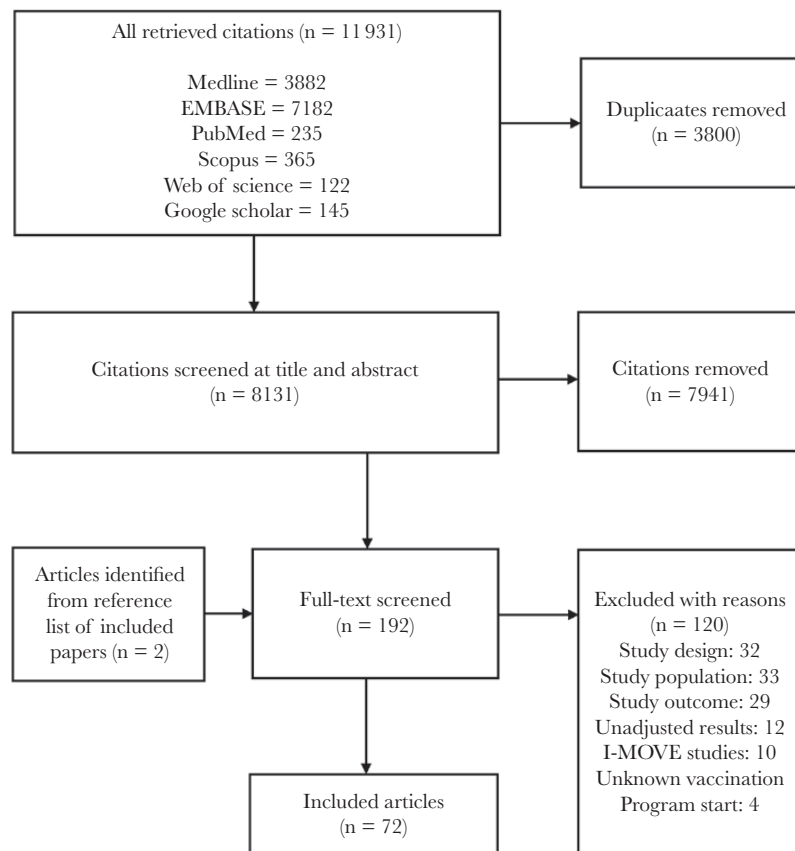 All retrieved citations (n = 11 931)
Medline = 3882
EMBASE = 7182
PubMed = 235
Scopus = 365
Web of science = 122
Google scholar = 145
Duplicaates removed
(n = 3800)
Citations screened at title and abstract
(n = 8131)
Citations removed
(n = 7941)
Articles identified
from reference
list of included
papers (n = 2)
Full-text screened
(n = 192)
Excluded with reasons
(n = 120)
Study design: 32
Study population: 33
Study outcome: 29
Unadjusted results: 12
I-MOVE studies: 10
Unknown vaccination
Program start: 4
Included articles
(n = 72)